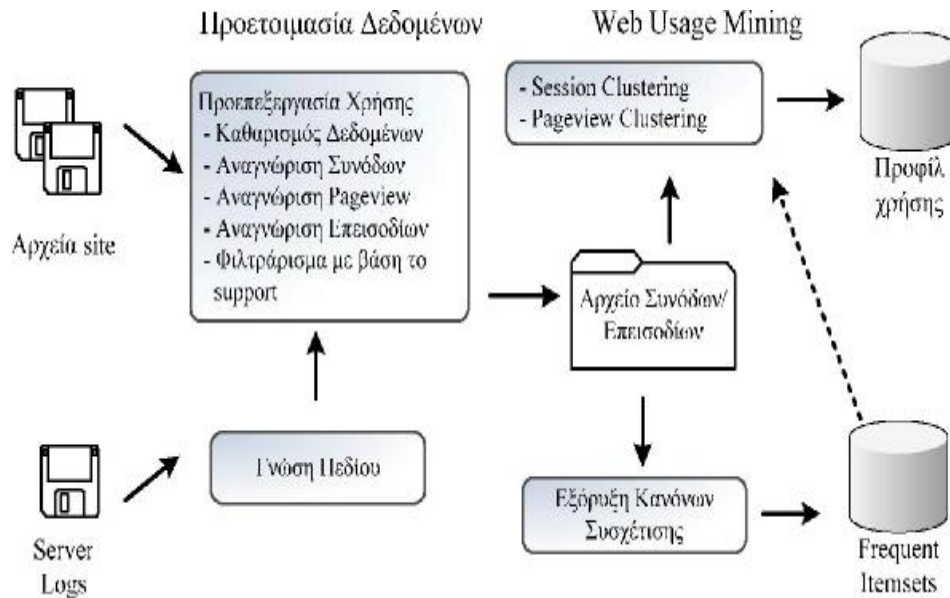 Προετοιμασία Δεδομένων
Web Usage Mining
Προεπεξεργασία Χρήσης
- Καθαρισμός Δεδομένων
- Αναγνώριση Συνόδων
- Αναγνώριση Pageview
- Αναγνώριση Επεισοδίων
- Φιλτράρισμα με βάση το
support
- Session Clustering
- Pageview Clustering
Προφίλ
χρήσης
Αρχεία site
Αρχείο Συνόδων/
Επεισοδίων
Γνώση Πεδίου
Εξόρυξη Κανόνων
Συσχέτισης
Server
Logs
Frequent
Itemsets